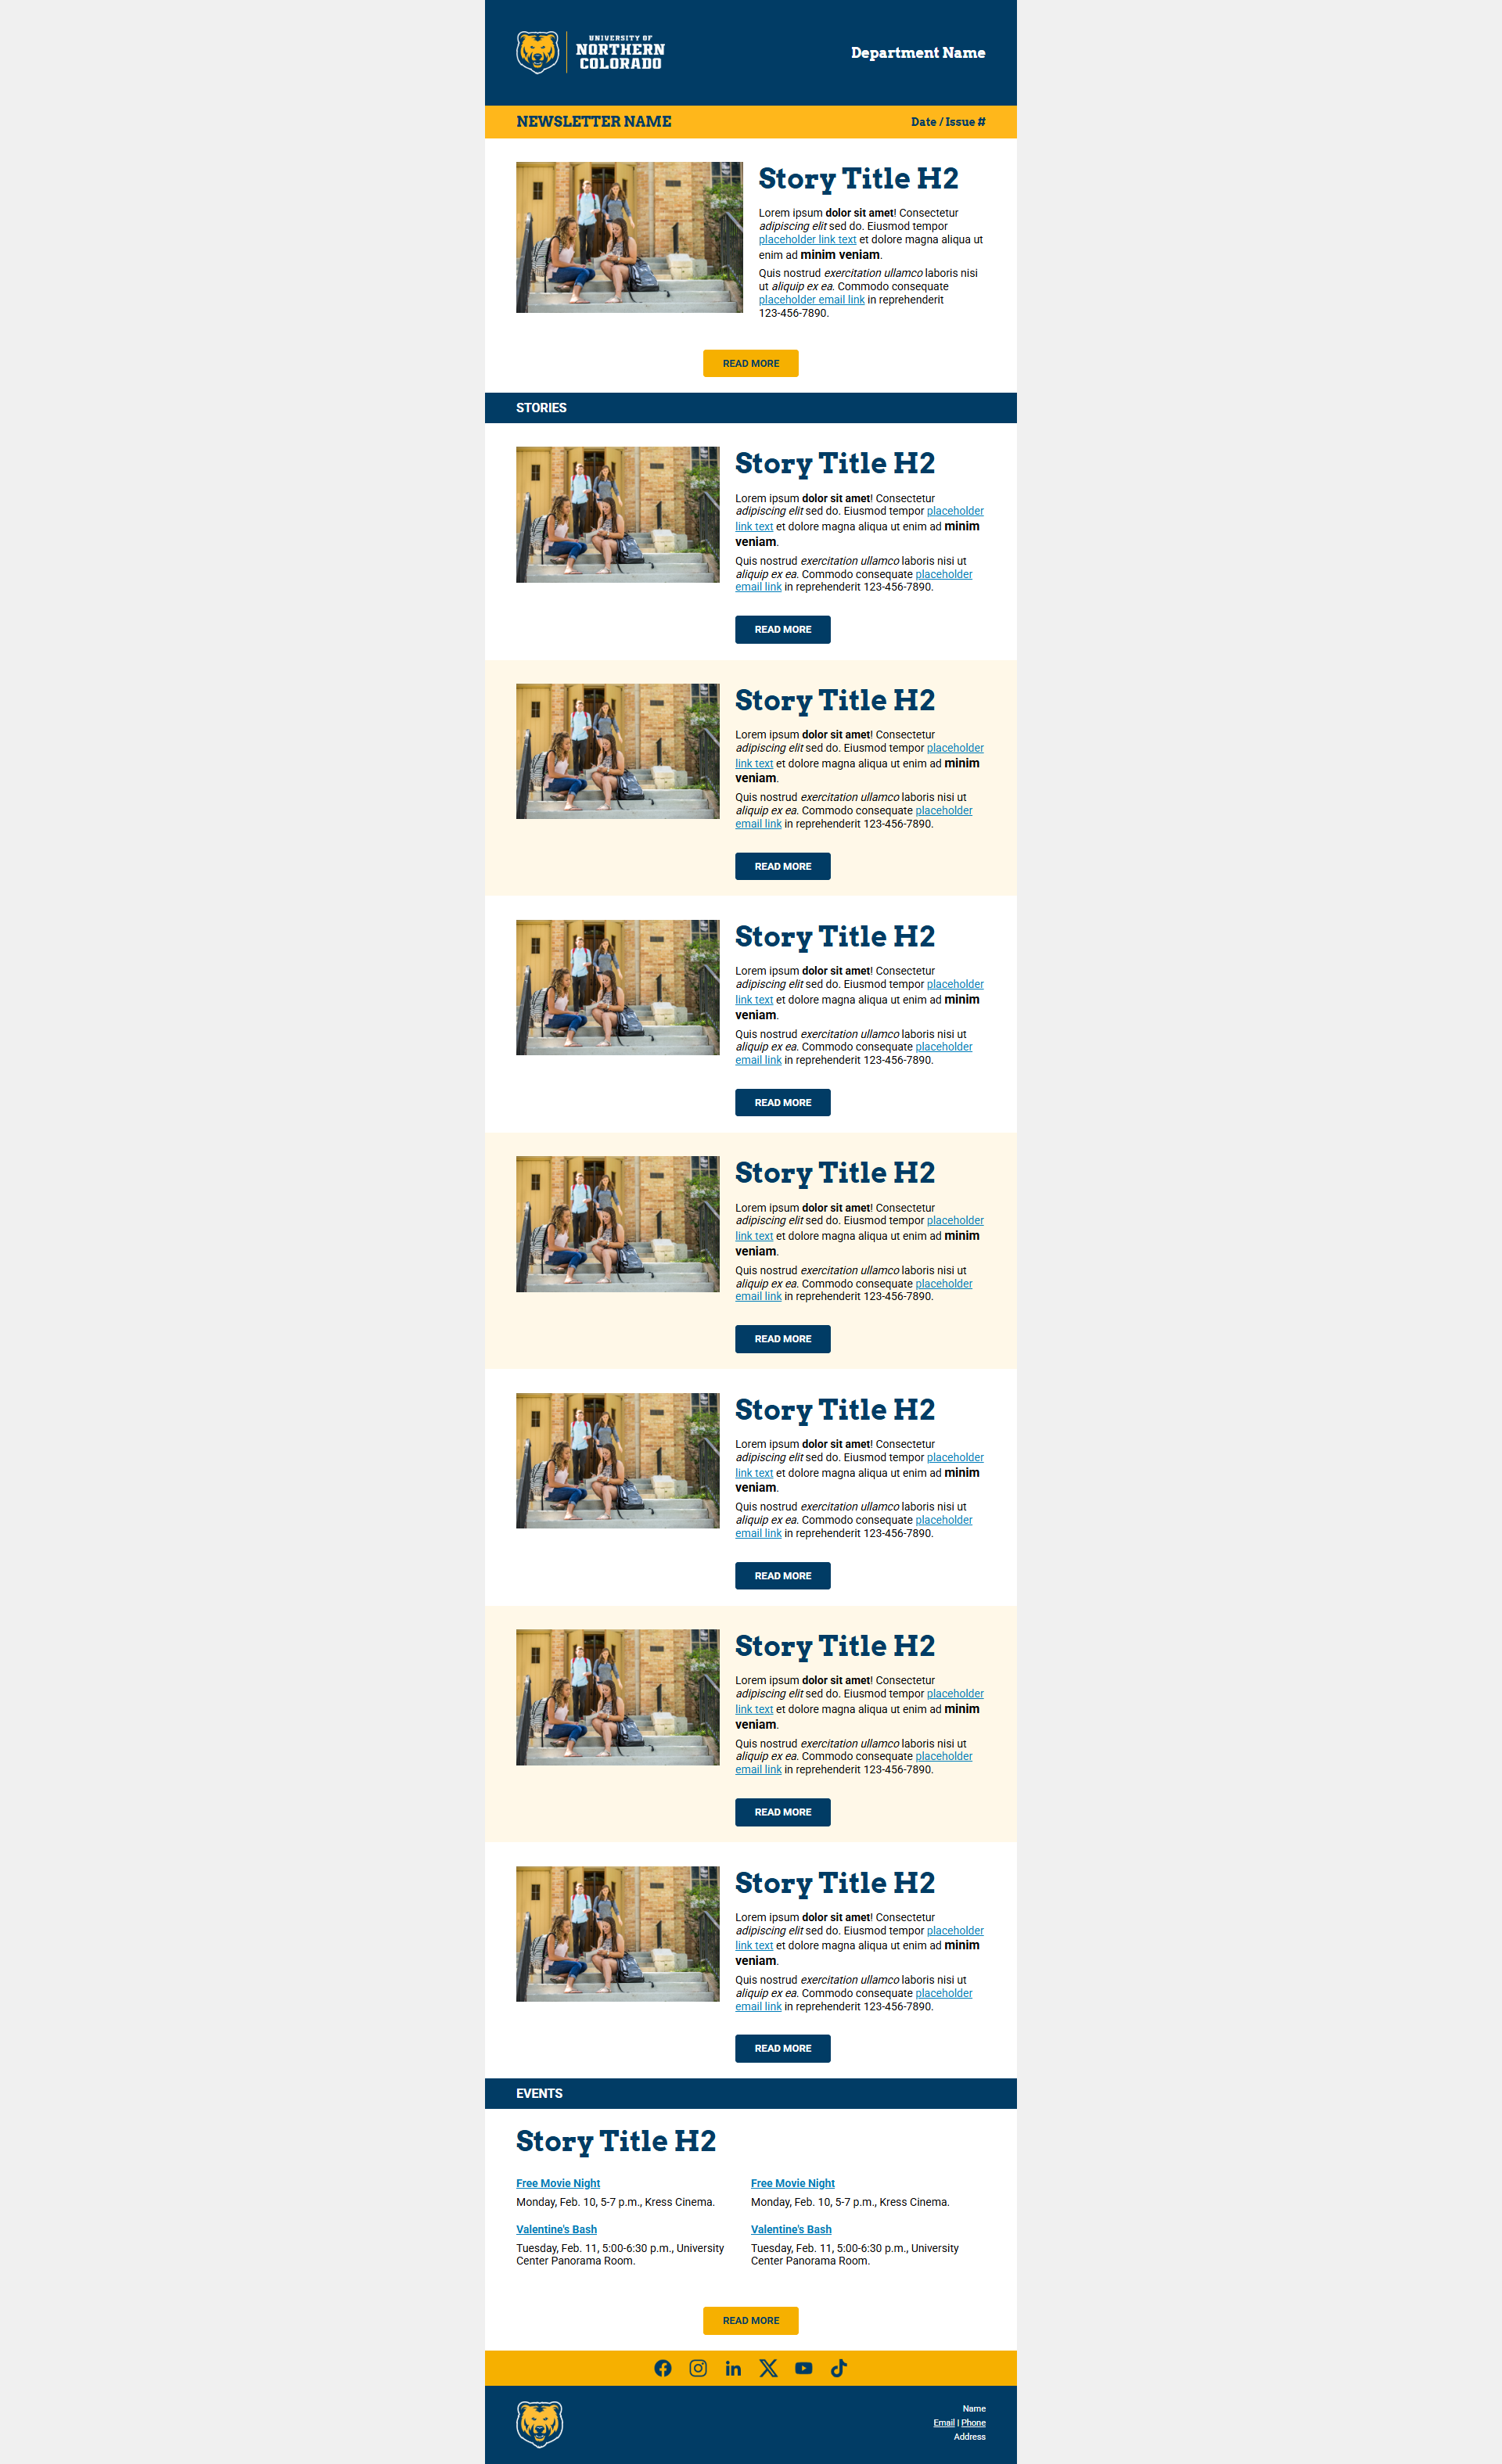 UNIVERSITY OF
NORTHERN
COLORADO
Department Name
NEWSLETTER NAME
Date / Issue #
Story Title H2
Lorem ipsum dolor sit amet! Consectetur
adipiscing elit sed do. Eiusmod tempor
placeholder link text et dolore magna aliqua ut
enim ad minim veniam.
Quis nostrud exercitation ullamco laboris nisi
ut aliquip ex ea. Commodo consequate
placeholder email link in reprehenderit
123-456-7890.
READ MORE
STORIES
Story Title H2
Lorem ipsum dolor sit amet! Consectetur
adipiscing elit sed do. Eiusmod tempor placeholder
link text et dolore magna aliqua ut enim ad minim
veniam.
Quis nostrud exercitation ullamco laboris nisi ut
aliquip ex ea. Commodo consequate placeholder
email link in reprehenderit 123-456-7890.
READ MORE
Story Title H2
Lorem ipsum dolor sit amet! Consectetur
adipiscing elit sed do. Eiusmod tempor placeholder
link text et dolore magna aliqua ut enim ad minim
veniam.
Quis nostrud exercitation ullamco laboris nisi ut
aliquip ex ea. Commodo consequate placeholder
email link in reprehenderit 123-456-7890.
READ MORE
Story Title H2
Lorem ipsum dolor sit amet! Consectetur
adipiscing elit sed do. Eiusmod tempor placeholder
link text et dolore magna aliqua ut enim ad minim
veniam.
Quis nostrud exercitation ullamco laboris nisi ut
aliquip ex ea. Commodo consequate placeholder
email link in reprehenderit 123-456-7890.
READ MORE
Story Title H2
Lorem ipsum dolor sit amet! Consectetur
adipiscing elit sed do. Eiusmod tempor placeholder
link text et dolore magna aliqua ut enim ad minim
veniam.
Quis nostrud exercitation ullamco laboris nisi ut
aliquip ex ea. Commodo consequate placeholder
email link in reprehenderit 123-456-7890.
READ MORE
Story Title H2
Lorem ipsum dolor sit amet! Consectetur
adipiscing elit sed do. Eiusmod tempor placeholder
link text et dolore magna aliqua ut enim ad minim
veniam.
Quis nostrud exercitation ullamco laboris nisi ut
aliquip ex ea. Commodo consequate placeholder
email link in reprehenderit 123-456-7890.
READ MORE
Story Title H2
Lorem ipsum dolor sit amet! Consectetur
adipiscing elit sed do. Eiusmod tempor placeholder
link text et dolore magna aliqua ut enim ad minim
veniam.
Quis nostrud exercitation ullamco laboris nisi ut
aliquip ex ea. Commodo consequate placeholder
email link in reprehenderit 123-456-7890.
READ MORE
Story Title H2
Lorem ipsum dolor sit amet! Consectetur
adipiscing elit sed do. Eiusmod tempor placeholder
link text et dolore magna aliqua ut enim ad minim
veniam.
Quis nostrud exercitation ullamco laboris nisi ut
aliquip ex ea. Commodo consequate placeholder
email link in reprehenderit 123-456-7890.
READ MORE
EVENTS
Story Title H2
Free Movie Night
Monday, Feb. 10, 5-7 p.m., Kress Cinema.
Valentine's Bash
Tuesday, Feb. 11, 5:00-6:30 p.m., University
Center Panorama Room.
Free Movie Night
Monday, Feb. 10, 5-7 p.m., Kress Cinema.
Valentine's Bash
Tuesday, Feb. 11, 5:00-6:30 p.m., University
Center Panorama Room.
READ MORE
Name
Email | Phone
Address